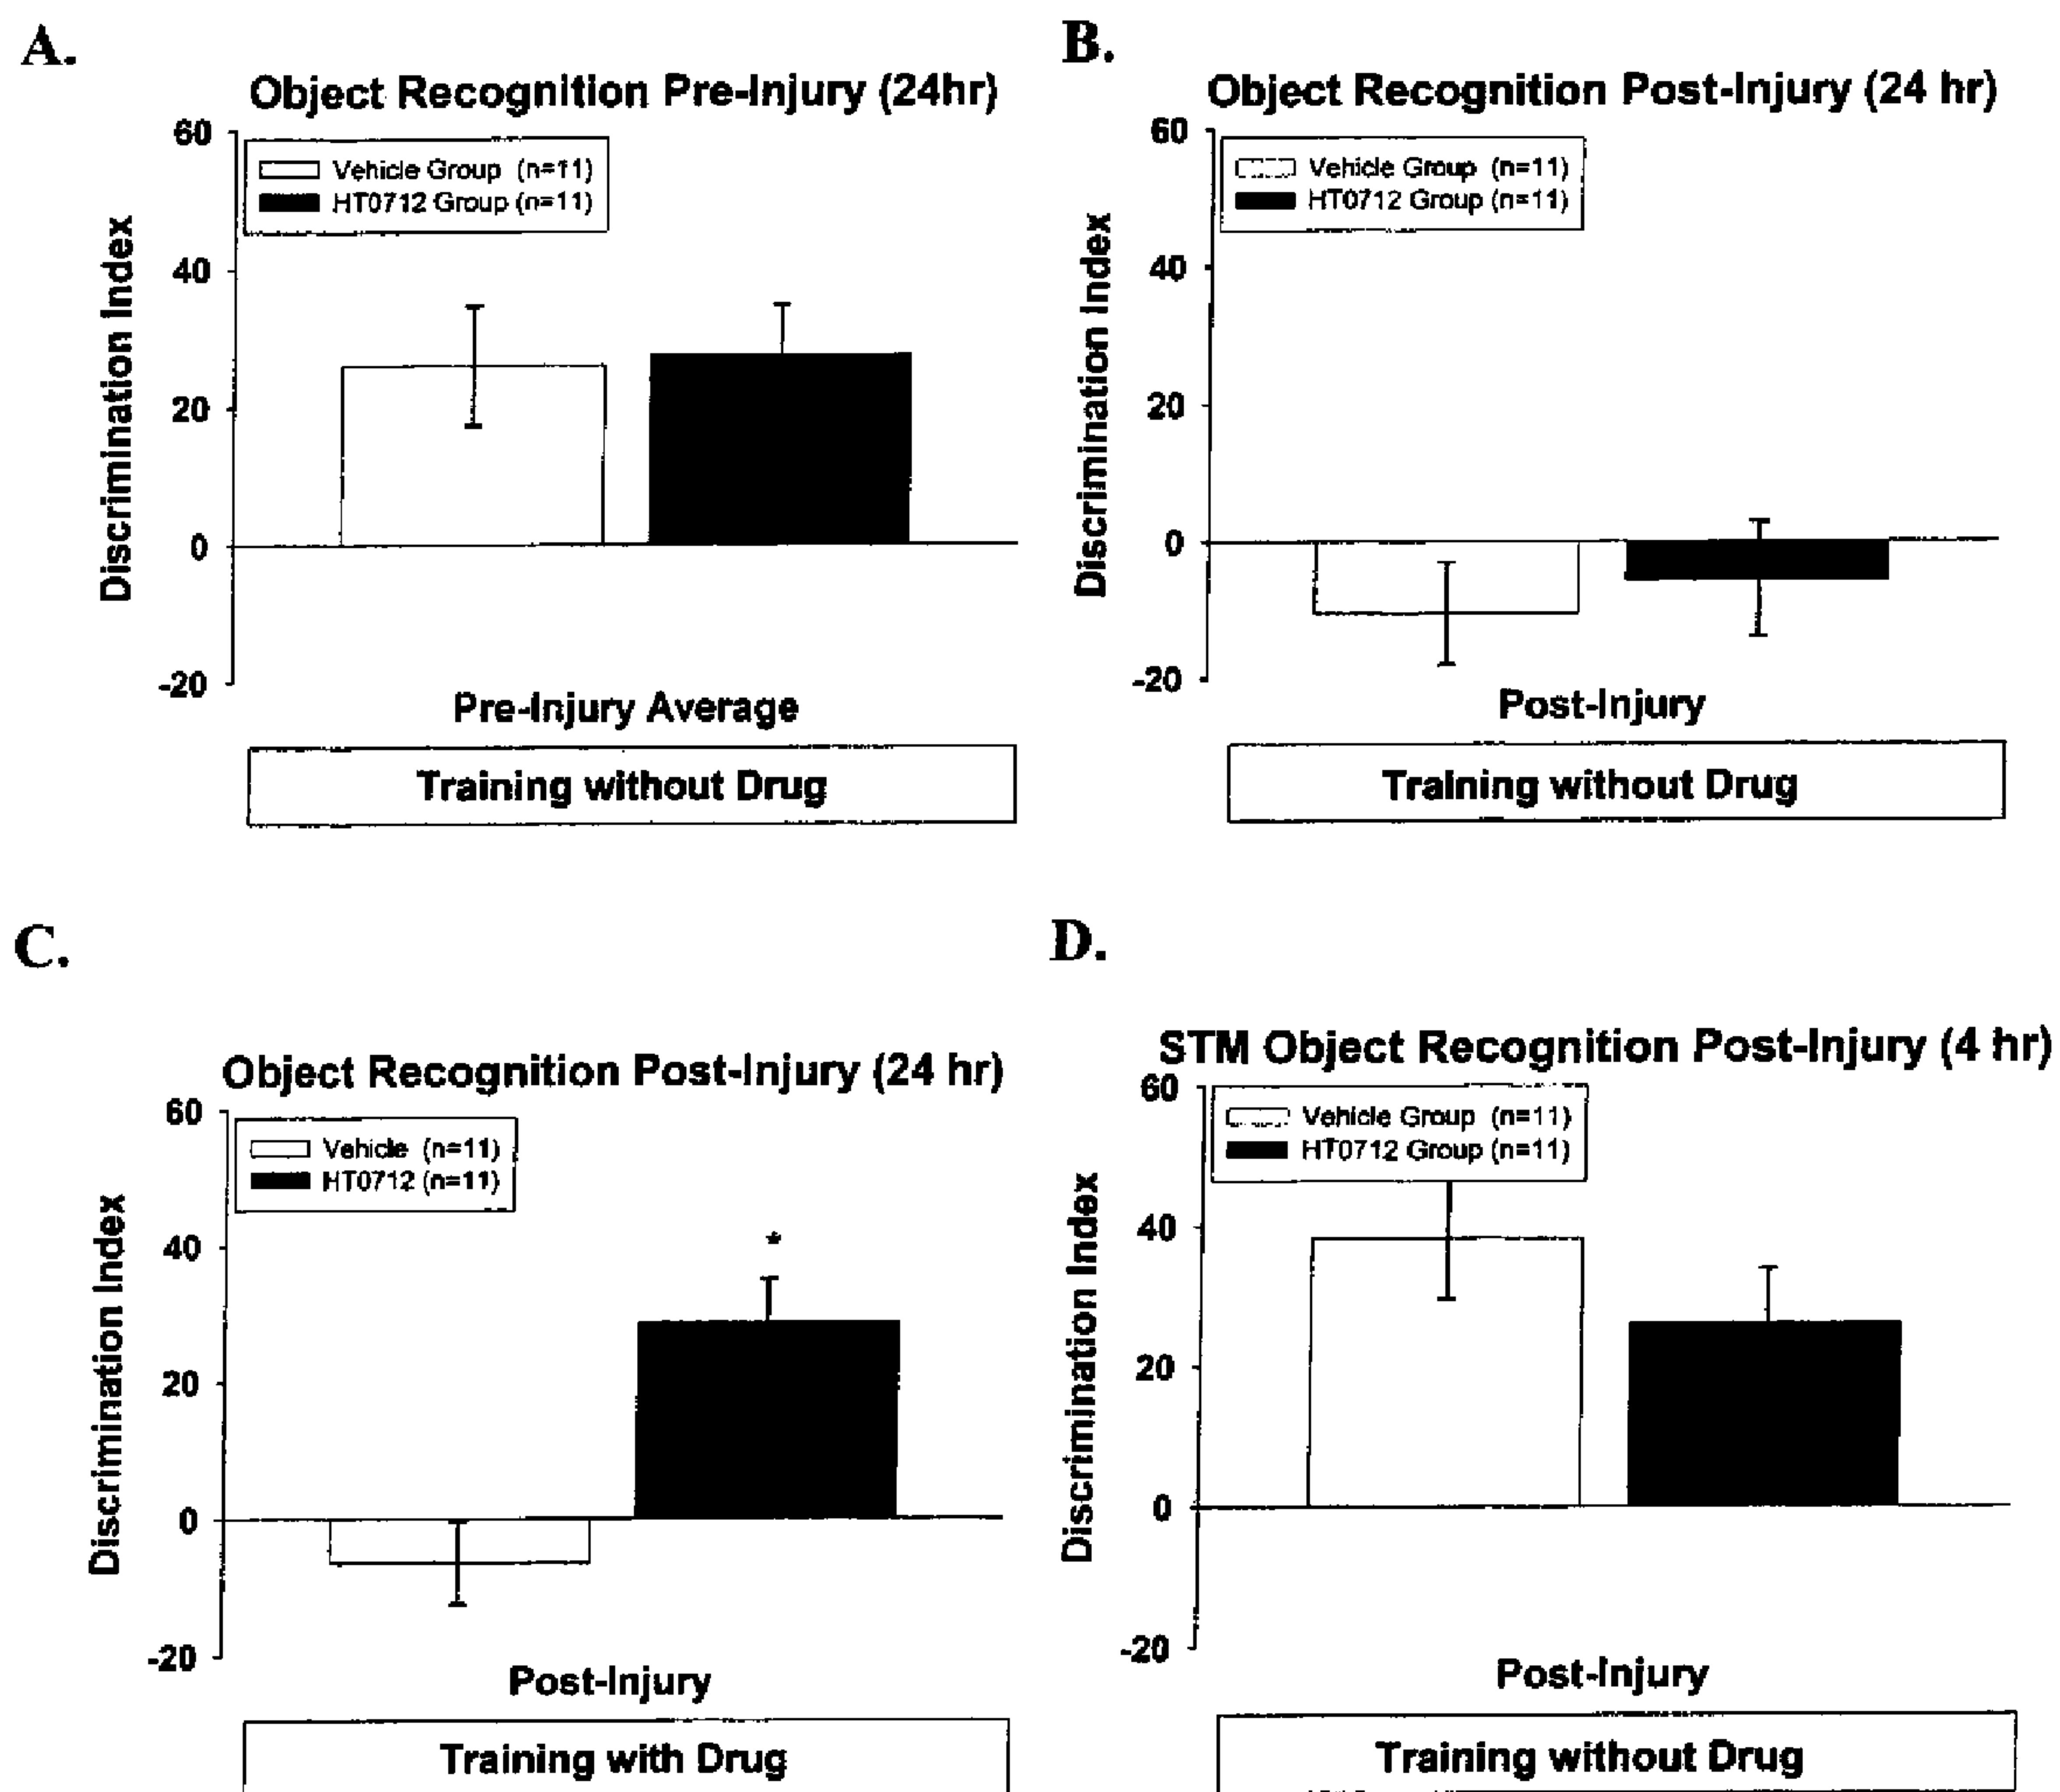 A.
Object Recognition Pre-Injury (24hr)
60
Vehicle Group (n=11)
HT0712 Group (n=11)
40
20
0
-20
Discrimination Index
Pre-Injury Average
Training without Drug
B.
Object Recognition Post-Injury (24 hr)
60
Vehicle Group (n=11)
HT0712 Group (n=11)
40
20
0
-20
Discrimination Index
Post-Injury
Training without Drug
C.
Object Recognition Post-Injury (24 hr)
60
Vehicle (n=11)
HT0712 (n=11)
40
*
20
0
-20
Discrimination Index
Post-Injury
Training with Drug
D.
STM Object Recognition Post-Injury (4 hr)
60
Vehicle Group (n=11)
HT0712 Group (n=11)
40
20
0
-20
Discrimination Index
Post-Injury
Training without Drug